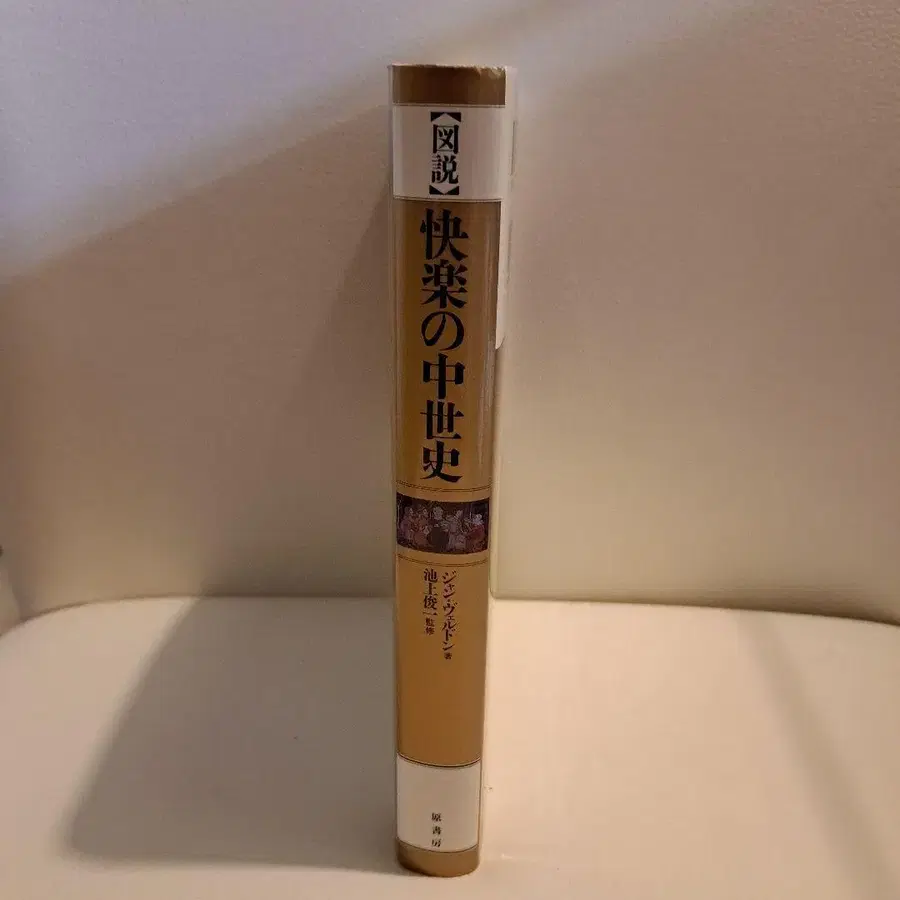 【図説】
快楽の中世史
ジャン・ヴェルドン 著
池上俊一 監修
原書房